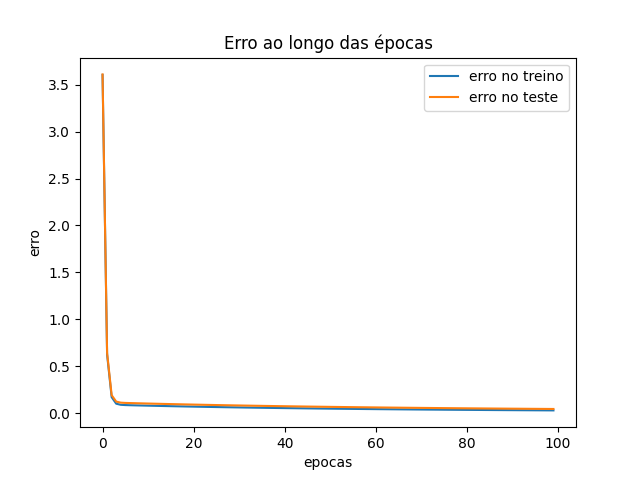 Erro ao longo das épocas
erro no treino
erro no teste
erro
3.5
3.0
2.5
2.0
1.5
1.0
0.5
0.0
0 20 40 60 80 100
epocas